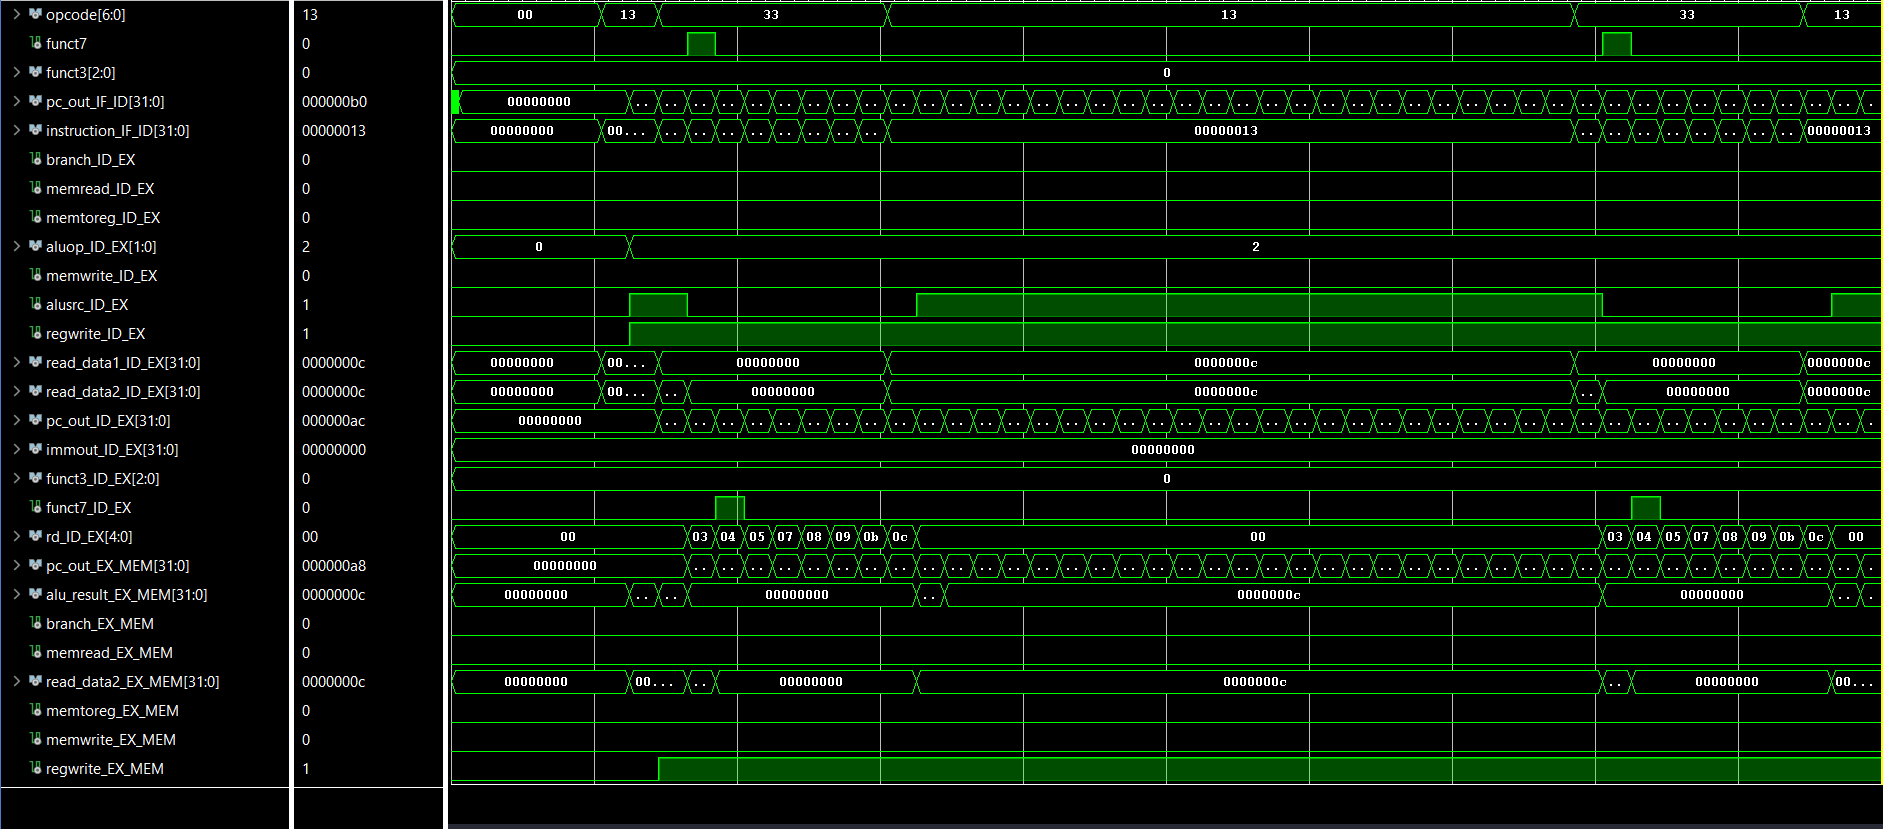 opcode[6:0] 13 00 13 33 13 33 13
funct7 0
funct3[2:0] 0 0
pc_out_IF_ID[31:0] 000000b0 00000000 .. .. .. .. .. .. .. .. .. .. .. .. .. .. .. .. .. .. .. .. .. .. .. .. .. .. .. .. .. .. .. .. .. .. .. .. .. .. .. .. .. .. .. .
instruction_IF_ID[31:0] 00000013 00000000 00... .. .. .. .. .. .. .. .. 00000013 .. .. .. .. .. .. .. .. 00000013
branch_ID_EX 0
memread_ID_EX 0
memtoreg_ID_EX 0
aluop_ID_EX[1:0] 2 0 2
memwrite_ID_EX 0
alusrc_ID_EX 1
regwrite_ID_EX 1
read_data1_ID_EX[31:0] 0000000c 00000000 00... 00000000 0000000c 00000000 0000000c
read_data2_ID_EX[31:0] 0000000c 00000000 00... .. 00000000 0000000c .. 00000000 0000000c
pc_out_ID_EX[31:0] 000000ac 00000000 .. .. .. .. .. .. .. .. .. .. .. .. .. .. .. .. .. .. .. .. .. .. .. .. .. .. .. .. .. .. .. .. .. .. .. .. .. .. .. .. .. .. .
immout_ID_EX[31:0] 00000000 00000000
funct3_ID_EX[2:0] 0 0
funct7_ID_EX 0
rd_ID_EX[4:0] 00 00 03 04 05 07 08 09 0b 0c 00 03 04 05 07 08 09 0b 0c 00
pc_out_EX_MEM[31:0] 000000a8 00000000 .. .. .. .. .. .. .. .. .. .. .. .. .. .. .. .. .. .. .. .. .. .. .. .. .. .. .. .. .. .. .. .. .. .. .. .. .. .. .. .. .. .
alu_result_EX_MEM[31:0] 0000000c 00000000 .. .. 00000000 .. 0000000c 00000000 .. .
branch_EX_MEM 0
memread_EX_MEM 0
read_data2_EX_MEM[31:0] 0000000c 00000000 00... .. 00000000 0000000c .. 00000000 00...
memtoreg_EX_MEM 0
memwrite_EX_MEM 0
regwrite_EX_MEM 1